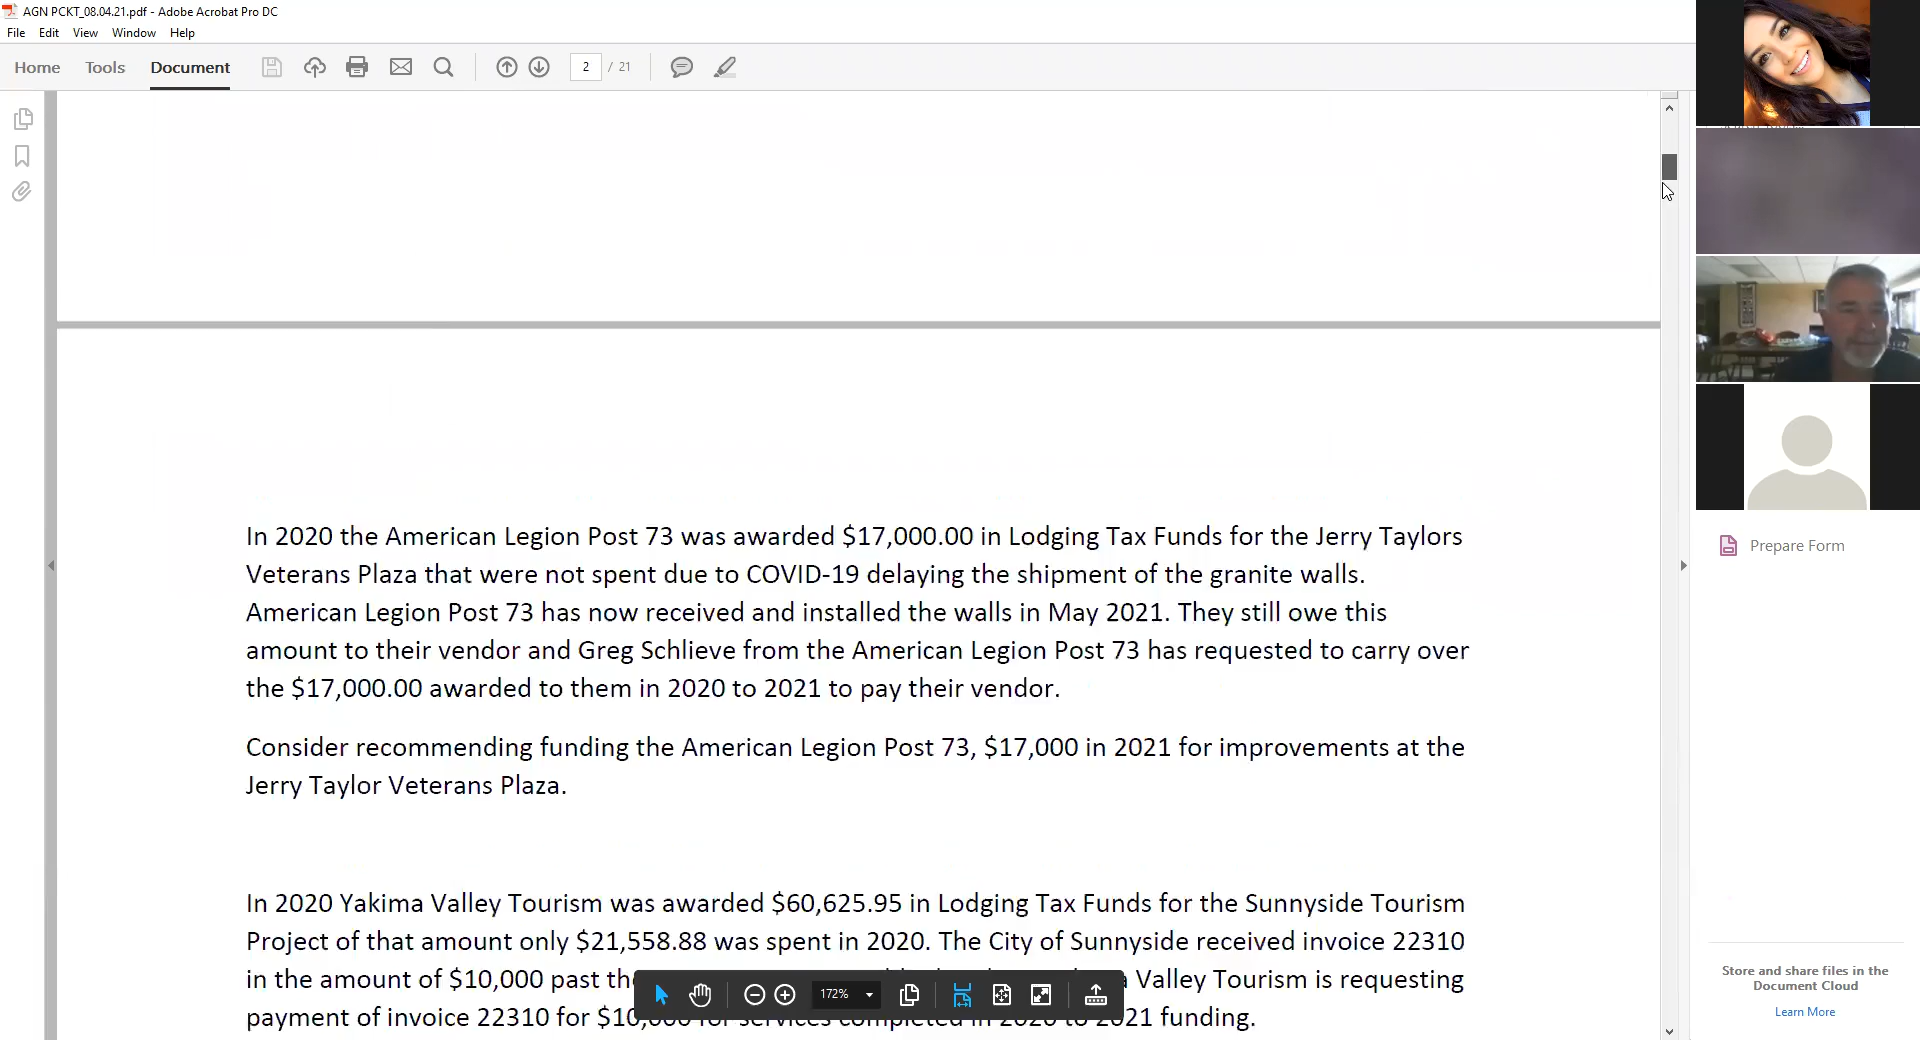 AGN PCKT_08.04.21.pdf - Adobe Acrobat Pro DC
File Edit View Window Help
Home Tools Document 2 / 21
In 2020 the American Legion Post 73 was awarded $17,000.00 in Lodging Tax Funds for the Jerry Taylors
Veterans Plaza that were not spent due to COVID-19 delaying the shipment of the granite walls.
American Legion Post 73 has now received and installed the walls in May 2021. They still owe this
amount to their vendor and Greg Schlieve from the American Legion Post 73 has requested to carry over
the $17,000.00 awarded to them in 2020 to 2021 to pay their vendor.
Consider recommending funding the American Legion Post 73, $17,000 in 2021 for improvements at the
Jerry Taylor Veterans Plaza.
In 2020 Yakima Valley Tourism was awarded $60,625.95 in Lodging Tax Funds for the Sunnyside Tourism
Project of that amount only $21,558.88 was spent in 2020. The City of Sunnyside received invoice 22310
in the amount of $10,000 past the Valley Tourism is requesting
payment of invoice 22310 for $10,000 for services completed in 2020 to 2021 funding.
172%
Prepare Form
Store and share files in the
Document Cloud
Learn More